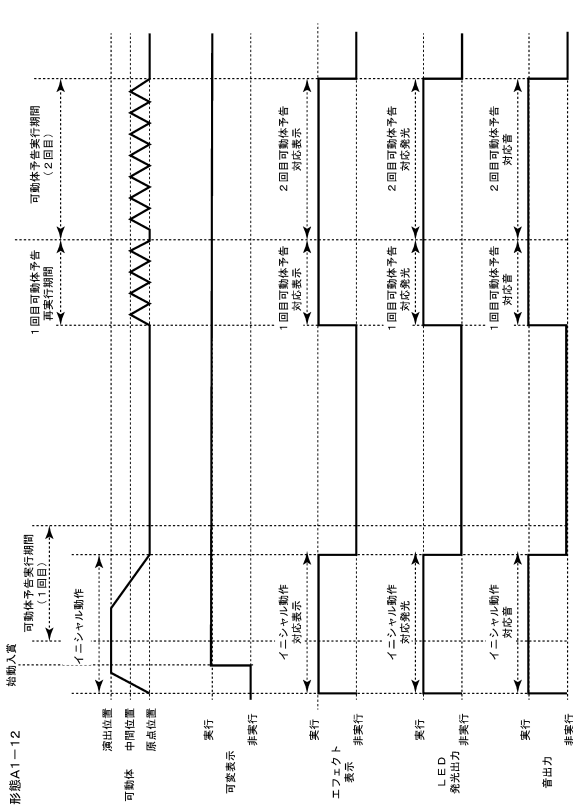 形態A1-12
始動入賞
可動体予告実行期間
(1回目)
1回目可動体予告
再実行期間
可動体予告実行期間
(2回目)
イニシャル動作
可動体
演出位置
中間位置
原点位置
可変表示
実行
非実行
エフェクト
表示
実行
非実行
イニシャル動作
対応表示
1回目可動体予告
対応表示
2回目可動体予告
対応表示
LED
発光出力
実行
非実行
イニシャル動作
対応発光
1回目可動体予告
対応発光
2回目可動体予告
対応発光
音出力
実行
非実行
イニシャル動作
対応音
1回目可動体予告
対応音
2回目可動体予告
対応音